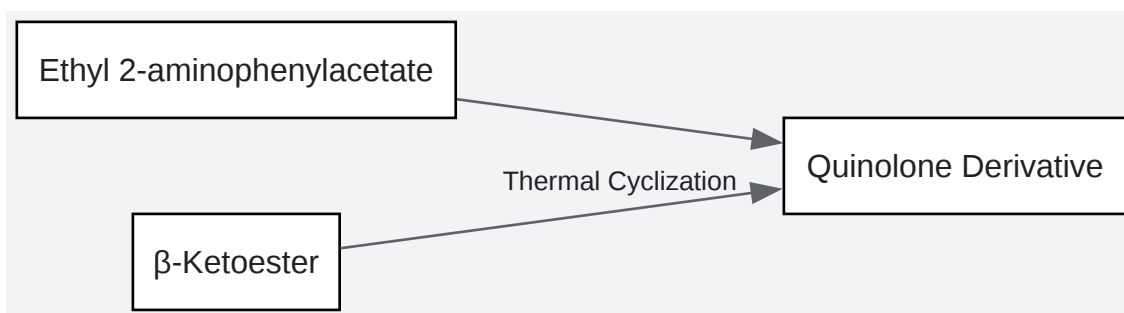 Ethyl 2-aminophenylacetate
Quinolone Derivative
Thermal Cyclization
β-Ketoester